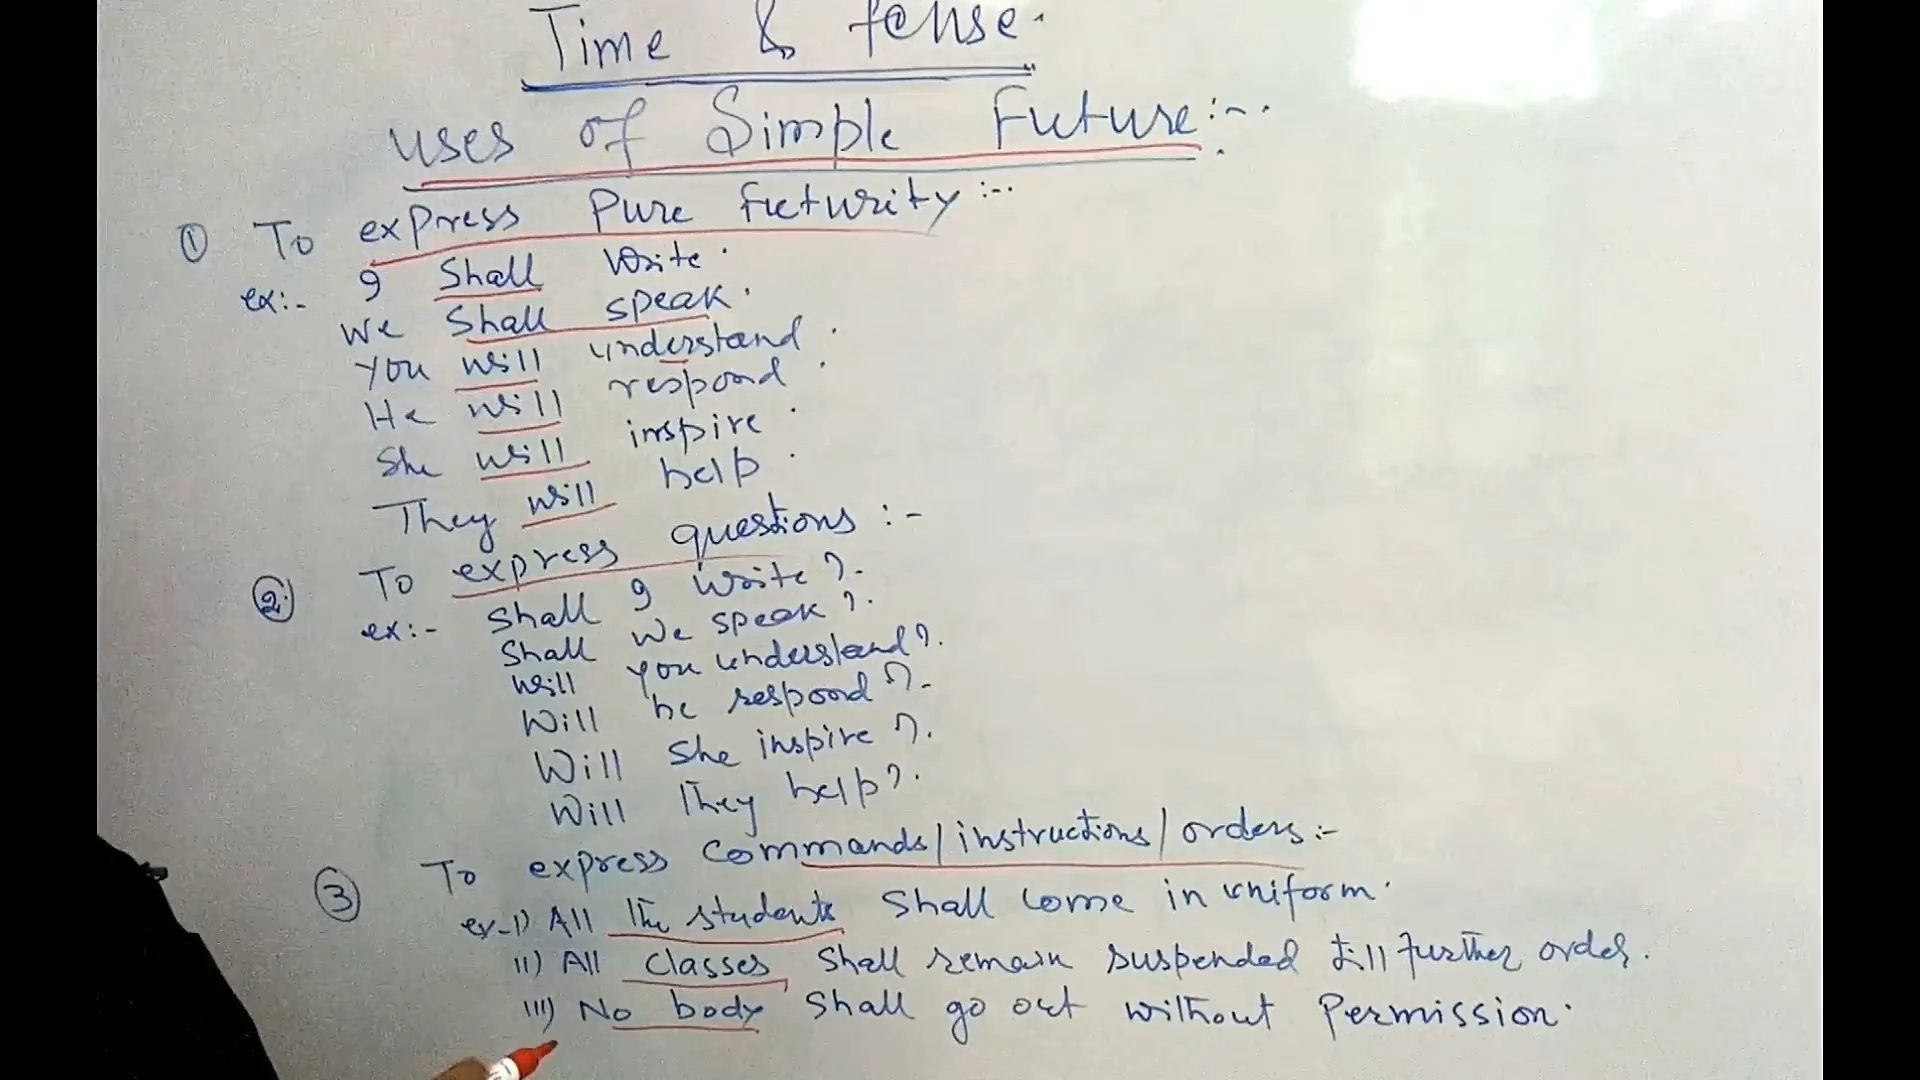 Time & tense.
Uses of Simple Future:-
① To express Pure futurity :-
ex:- I Shall write.
We Shall speak.
You will understand.
He will respond.
She will inspire.
They will help.
② To express questions :-
ex:- Shall I write?
Shall we speak?
Will you understand?
Will he respond?
Will She inspire?
Will They help?
③ To express Commands/instructions/orders:-
ex-i) All the students Shall come in uniform.
ii) All Classes Shall remain suspended till further order.
iii) No body Shall go out without Permission.